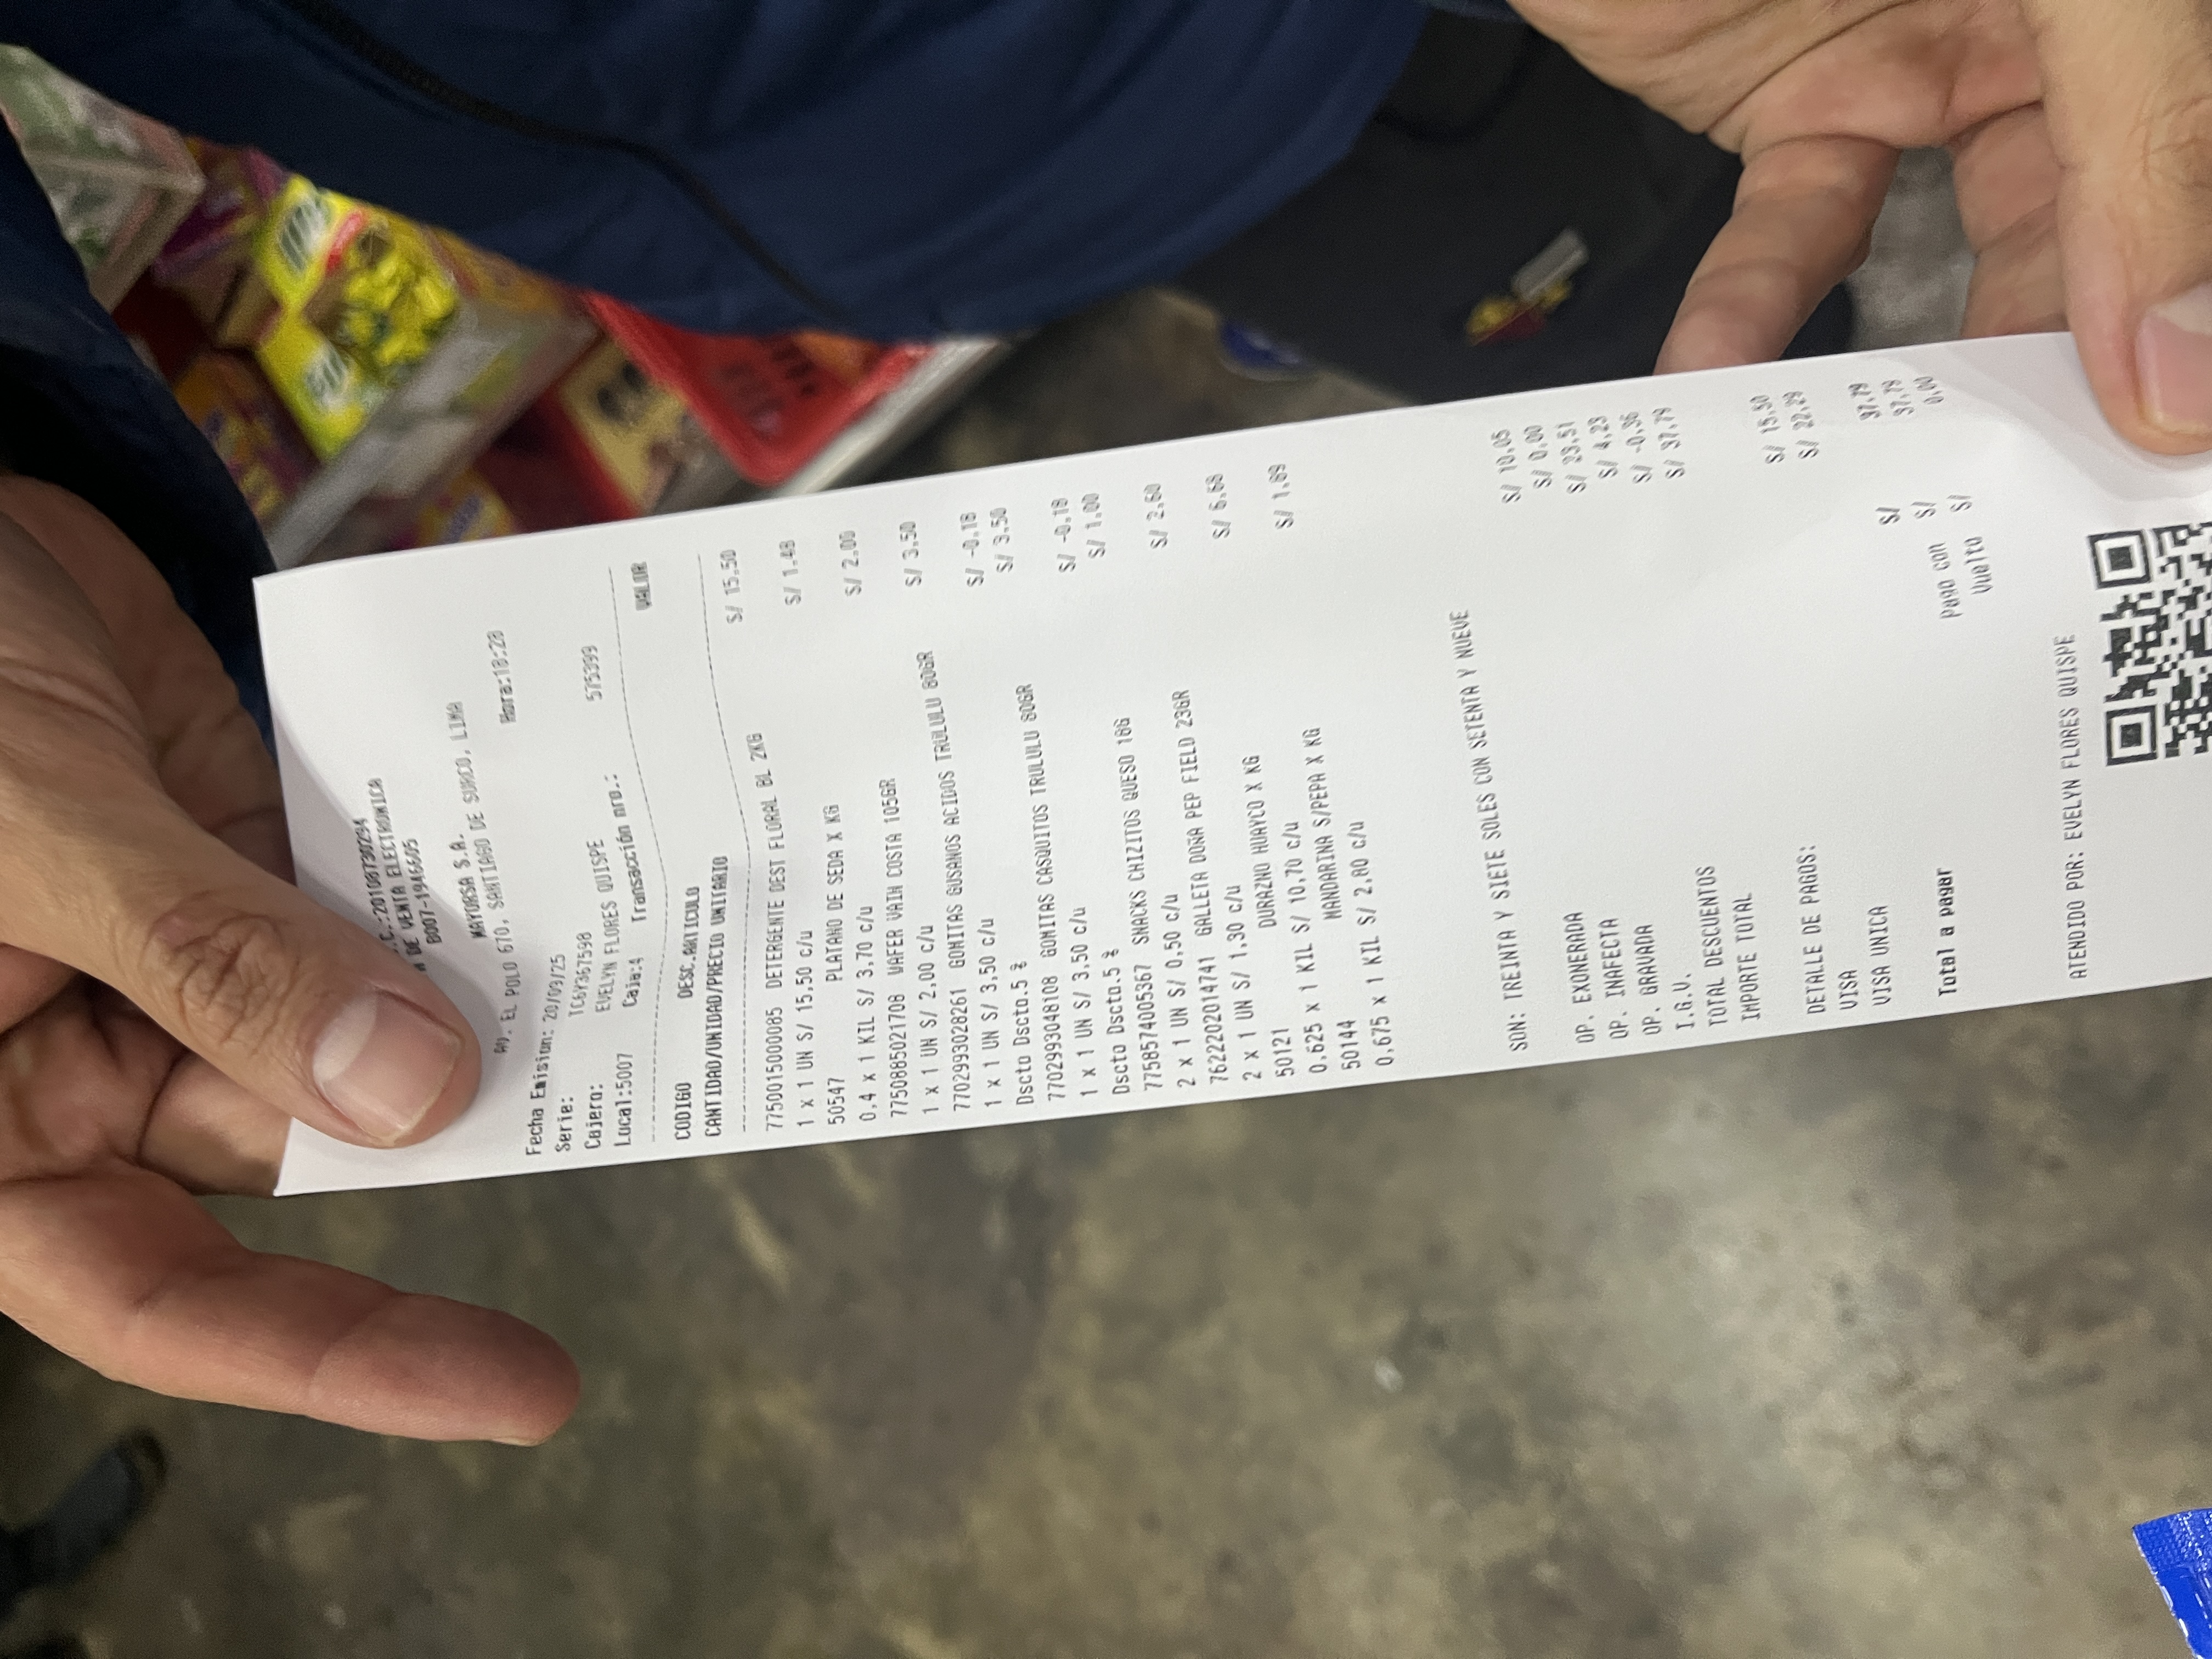 .C.:20108730294
A DE VENTA ELECTRONICA
B007-1946605
MAYORSA S.A.
AV. EL POLO 670, SANTIAGO DE SURCO, LIMA
Fecha Emision: 20/09/25 Hora:18:28
Serie: TC6Y367598
Cajero: EVELYN FLORES QUISPE
Local:5007 Caja:4 Transacción nro.: 575399
CODIGO DESC.ARTICULO VALOR
CANTIDAD/UNIDAD/PRECIO UNITARIO
7750015000085 DETERGENTE DEST FLORAL BL 2KG S/ 15,50
1 x 1 UN S/ 15,50 c/u
50547 PLATANO DE SEDA X KG S/ 1,48
0,4 x 1 KIL S/ 3,70 c/u
7750885021708 WAFER VAIN COSTA 105GR S/ 2,00
1 x 1 UN S/ 2,00 c/u
7702993028261 GOMITAS GUSANOS ACIDOS TRULULU 80GR S/ 3,50
1 x 1 UN S/ 3,50 c/u
Dscto Dscto.5 % S/ -0,18
7702993048108 GOMITAS CASQUITOS TRULULU 80GR S/ 3,50
1 x 1 UN S/ 3,50 c/u
Dscto Dscto.5 % S/ -0,18
7758574005367 SNACKS CHIZITOS QUESO 16G S/ 1,00
2 x 1 UN S/ 0,50 c/u
7622202014741 GALLETA DOÑA PEP FIELD 23GR S/ 2,60
2 x 1 UN S/ 1,30 c/u
50121 DURAZNO HUAYCO X KG S/ 6,68
0,625 x 1 KIL S/ 10,70 c/u
50144 MANDARINA S/PEPA X KG S/ 1,89
0,675 x 1 KIL S/ 2,80 c/u
SON: TREINTA Y SIETE SOLES CON SETENTA Y NUEVE
OP. EXONERADA S/ 10,05
OP. INAFECTA S/ 0,00
OP. GRAVADA S/ 23,51
I.G.V. S/ 4,23
TOTAL DESCUENTOS S/ -0,36
IMPORTE TOTAL S/ 37,79
DETALLE DE PAGOS:
VISA S/ 15,50
VISA UNICA S/ 22,29
Total a pagar S/ 37,79
Pago con S/ 37,79
Vuelto S/ 0,00
ATENDIDO POR: EVELYN FLORES QUISPE